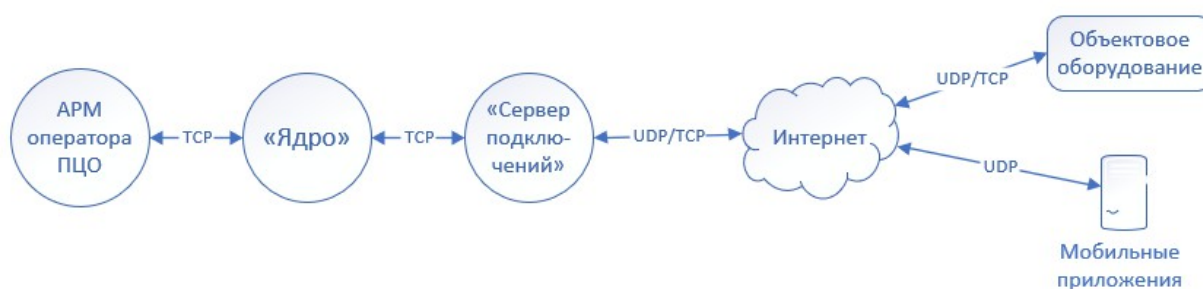 АРМ
оператора
ПЦО
TCP
«Ядро»
TCP
«Сервер
подклю-
чений»
UDP/TCP
Интернет
UDP/TCP
Объектовое
оборудование
UDP
Мобильные
приложения